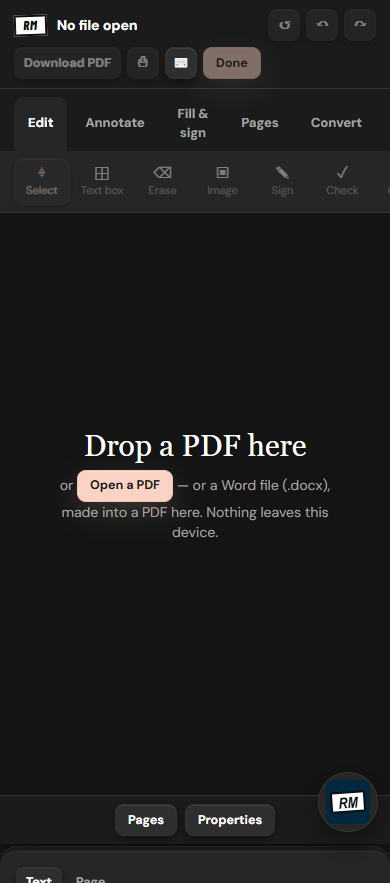 RM No file open
Download PDF Done
Edit Annotate Fill & sign Pages Convert
Select Text box Erase Image Sign Check
Drop a PDF here
or Open a PDF — or a Word file (.docx),
made into a PDF here. Nothing leaves this
device.
RM
Pages Properties
Text Page